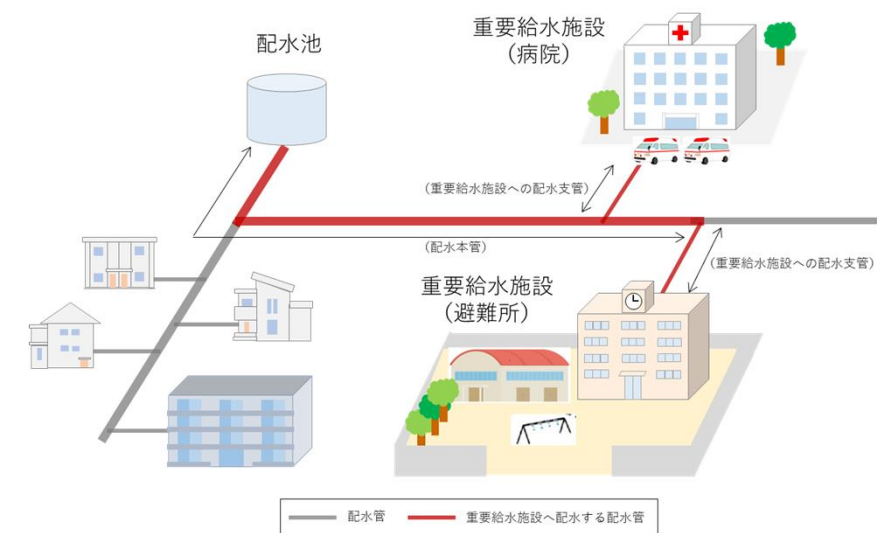 配水池
重要給水施設
（病院）
（重要給水施設への配水支管）
（配水本管）
（重要給水施設への配水支管）
重要給水施設
（避難所）
配水管
重要給水施設へ配水する配水管